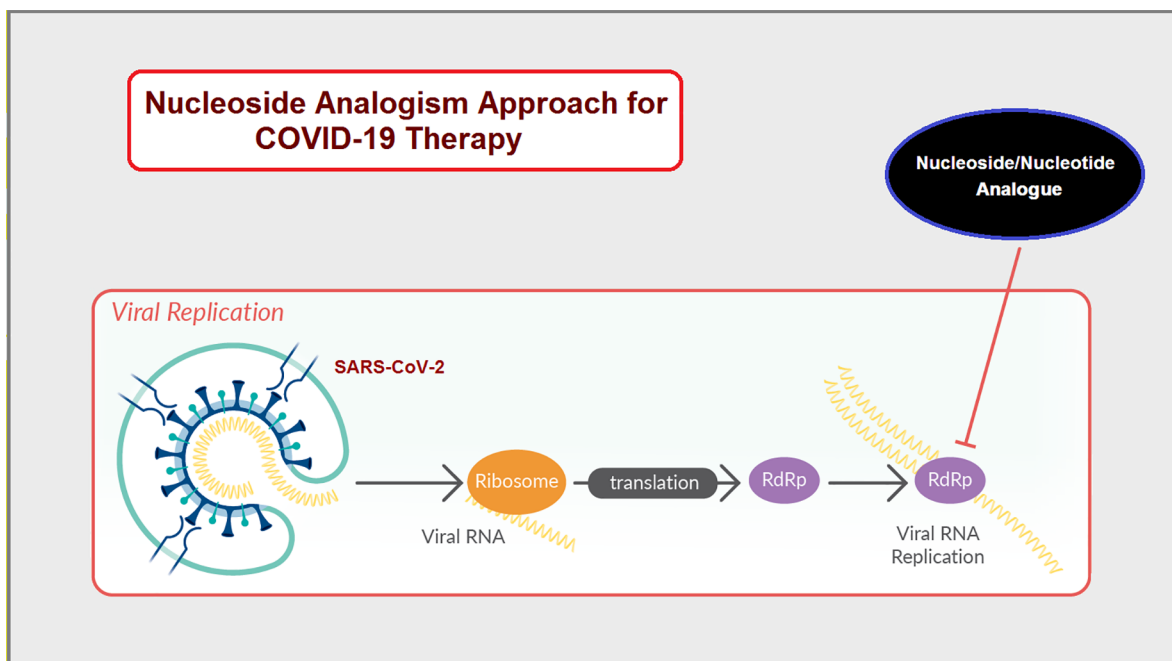 Nucleoside Analogism Approach for
COVID-19 Therapy
Nucleoside/Nucleotide
Analogue
Viral Replication
SARS-CoV-2
Ribosome
translation
RdRp
RdRp
Viral RNA
Viral RNA
Replication